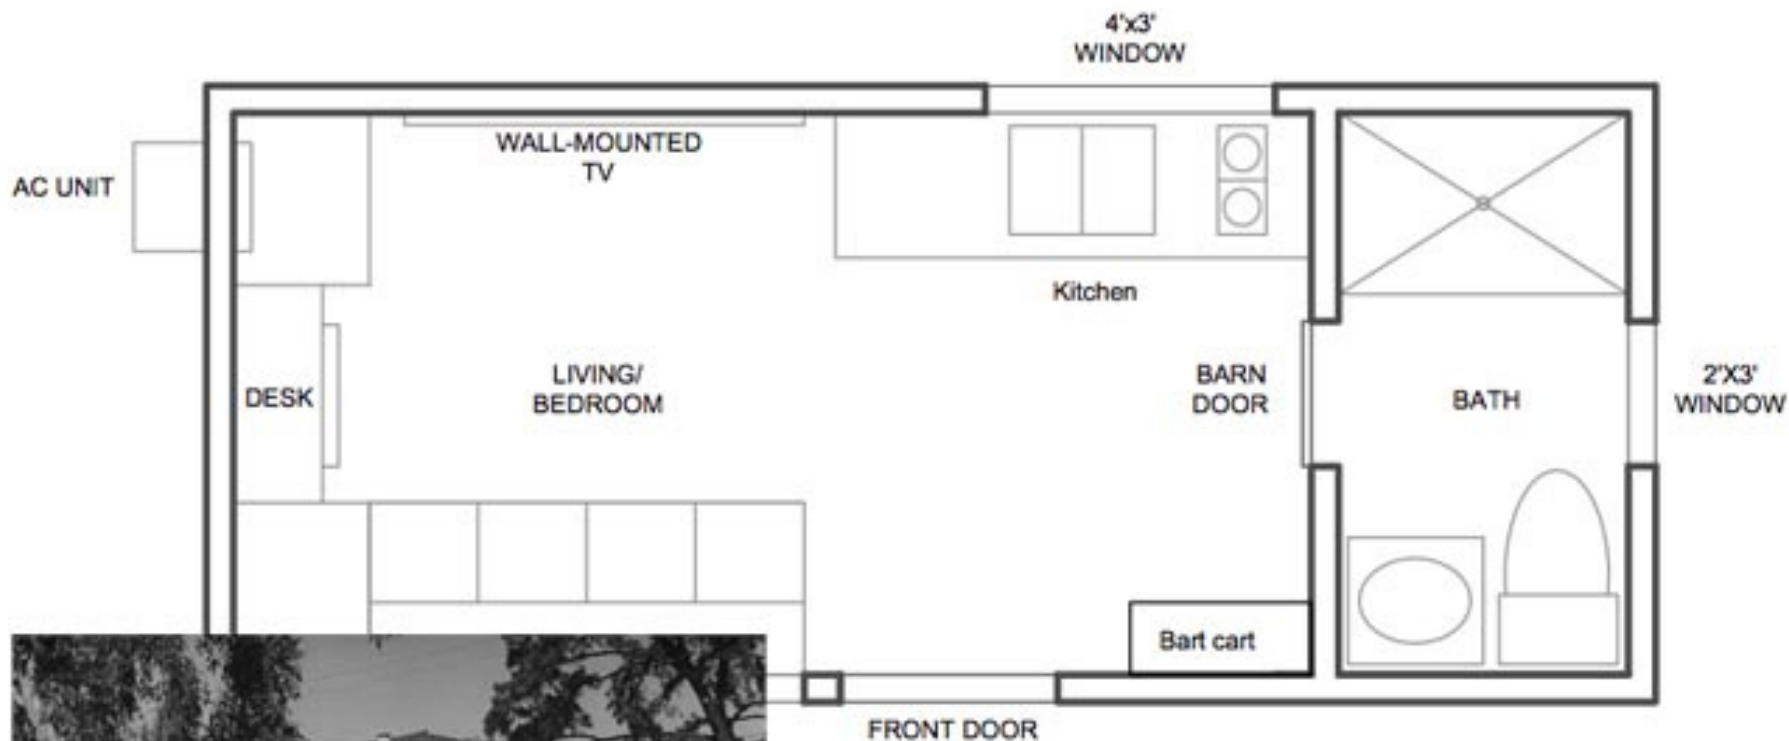 4'x3'
WINDOW
WALL-MOUNTED
TV
AC UNIT
Kitchen
DESK
LIVING/
BEDROOM
BARN
DOOR
BATH
2'X3'
WINDOW
Bart cart
FRONT DOOR